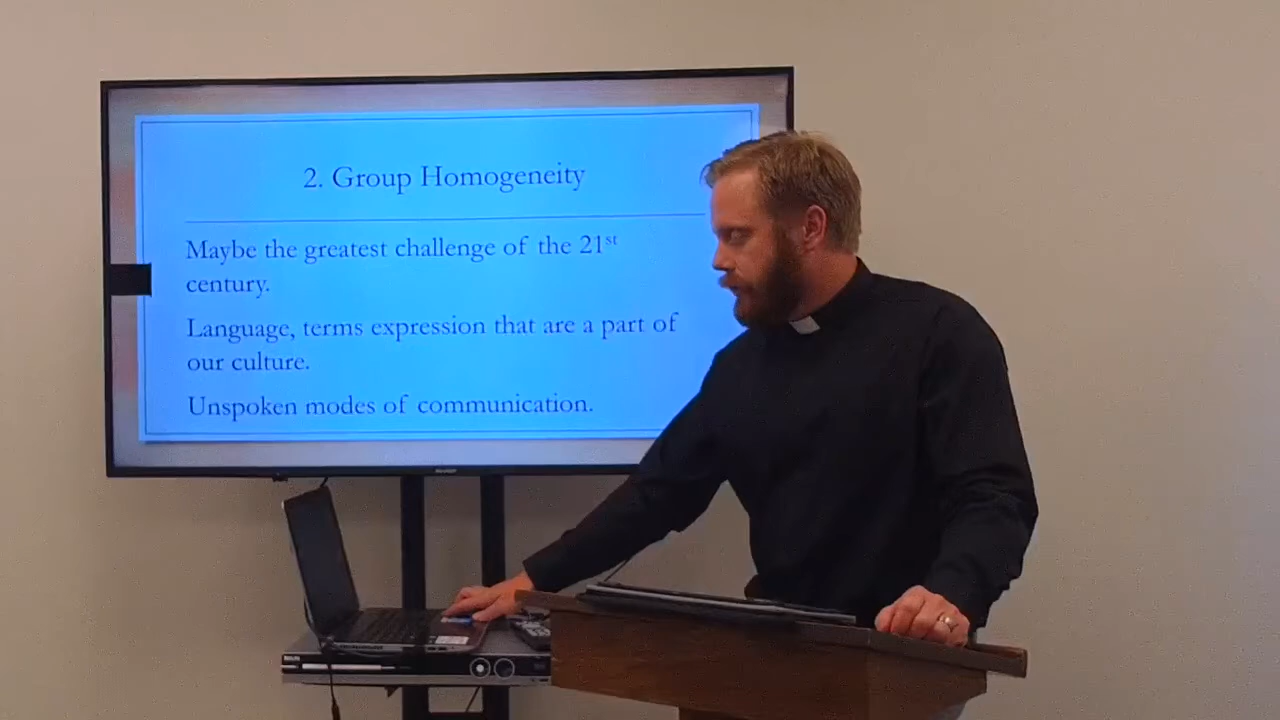 2. Group Homogeneity
Maybe the greatest challenge of the 21st
century.
Language, terms expression that are a part of
our culture.
Unspoken modes of communication.